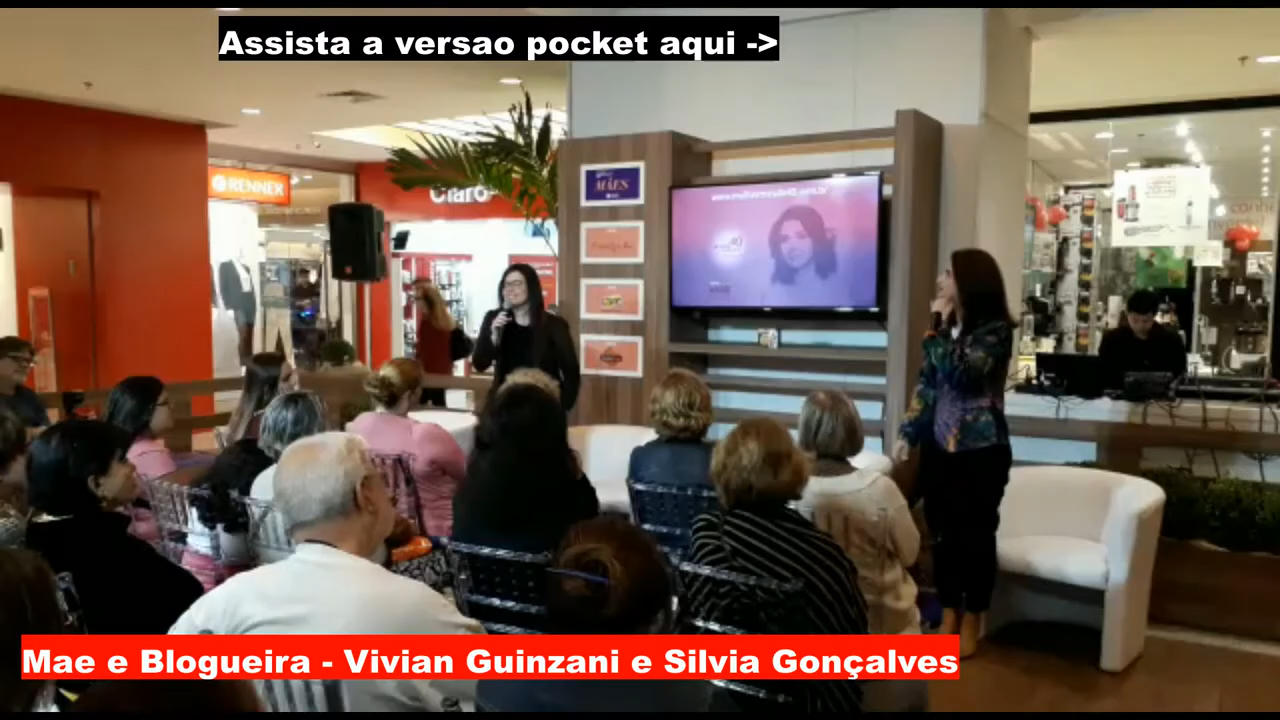 Assista a versao pocket aqui ->
RENNER
Claro
MÃES
Mae e Blogueira - Vivian Guinzani e Silvia Gonçalves